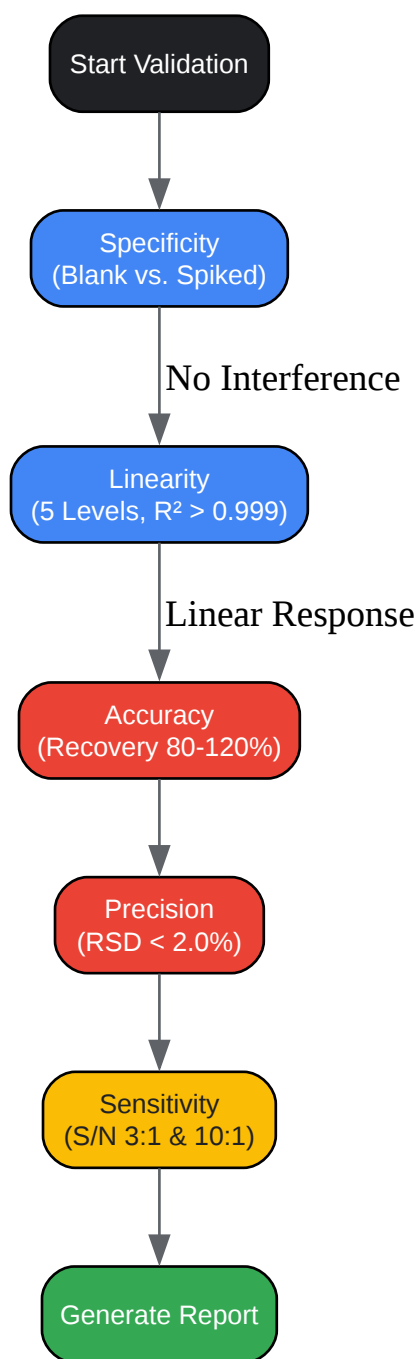 Start Validation
Specificity
(Blank vs. Spiked)
No Interference
Linearity
(5 Levels, R² > 0.999)
Linear Response
Accuracy
(Recovery 80-120%)
Precision
(RSD < 2.0%)
Sensitivity
(S/N 3:1 & 10:1)
Generate Report